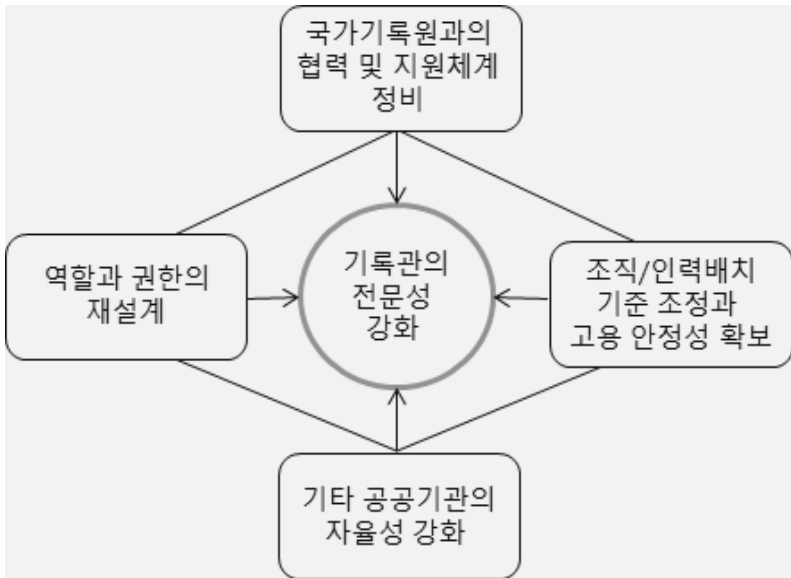 국가기록원과의
협력 및 지원체계
정비
역할과 권한의
재설계
기록관의
전문성
강화
조직/인력배치
기준 조정과
고용 안정성 확보
기타 공공기관의
자율성 강화